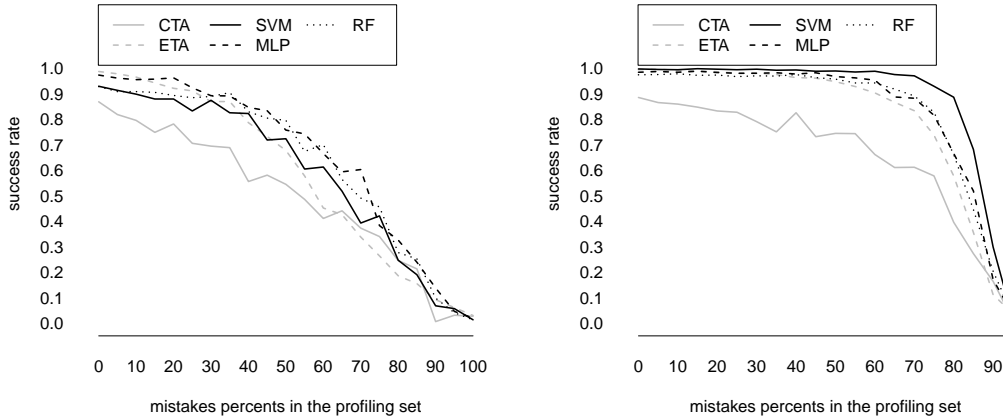 CTA SVM RF
ETA MLP
1.0
0.9
0.8
0.7
0.6
0.5
0.4
0.3
0.2
0.1
0.0
success rate
0 10 20 30 40 50 60 70 80 90 100
mistakes percents in the profiling set
CTA SVM RF
ETA MLP
1.0
0.9
0.8
0.7
0.6
0.5
0.4
0.3
0.2
0.1
0.0
success rate
0 10 20 30 40 50 60 70 80 90
mistakes percents in the profiling set